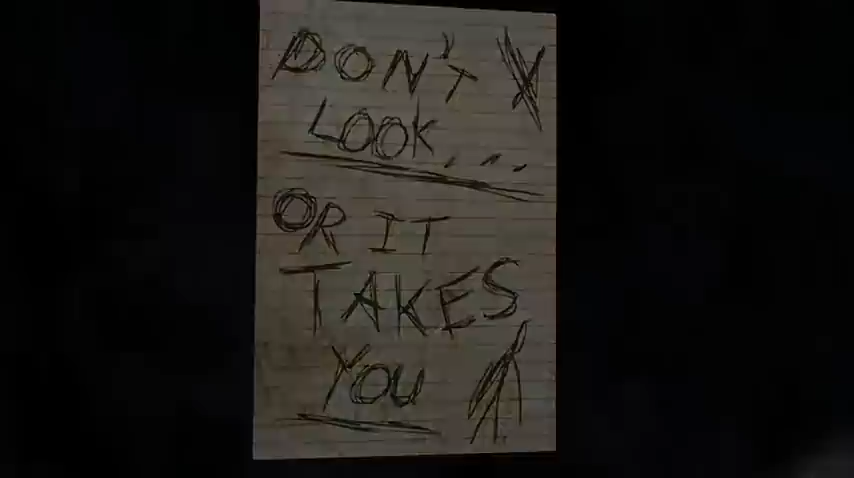 DON'T
LOOK...
OR IT
TAKES
YOU